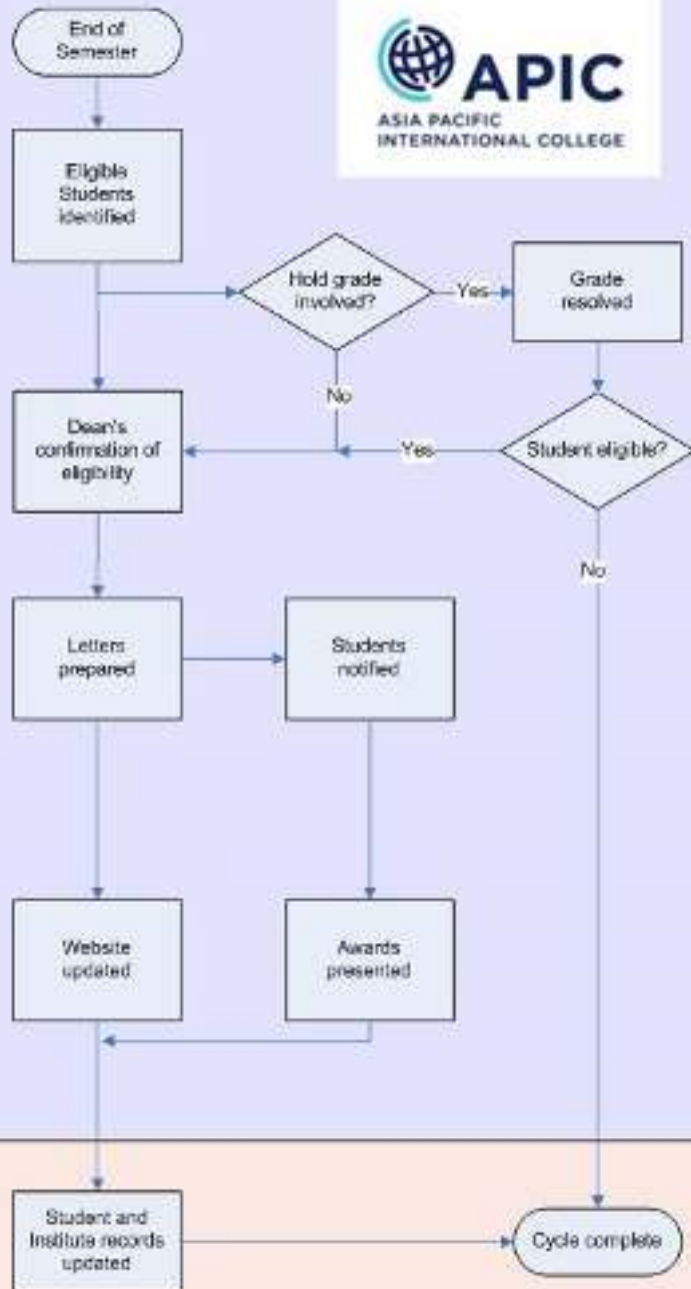 End of
Semester
APIC
ASIA PACIFIC
INTERNATIONAL COLLEGE
Eligible
Students
identified
Hold grade
involved?
Yes
Grade
resolved
No
Dean's
confirmation of
eligibility
Yes
Student eligible?
No
Letters
prepared
Students
notified
Website
updated
Awards
presented
Student and
Institute records
updated
Cycle complete